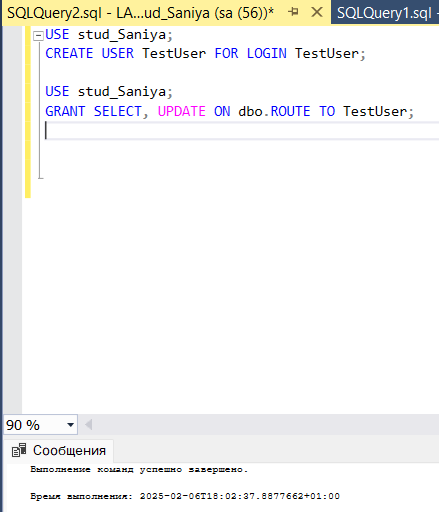 SQLQuery2.sql - LA...ud_Saniya (sa (56))* SQLQuery1.sql -
USE stud_Saniya;
CREATE USER TestUser FOR LOGIN TestUser;
USE stud_Saniya;
GRANT SELECT, UPDATE ON dbo.ROUTE TO TestUser;
90 %
Сообщения
Выполнение команд успешно завершено.
Время выполнения: 2025-02-06T18:02:37.8877662+01:00